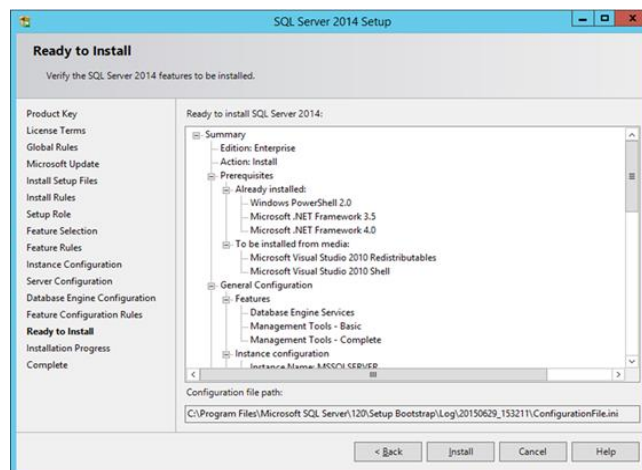 SQL Server 2014 Setup
Ready to Install
Verify the SQL Server 2014 features to be installed.
Product Key
License Terms
Global Rules
Microsoft Update
Install Setup Files
Install Rules
Setup Role
Feature Selection
Feature Rules
Instance Configuration
Server Configuration
Database Engine Configuration
Feature Configuration Rules
Ready to Install
Installation Progress
Complete
Ready to install SQL Server 2014:
Summary
Edition: Enterprise
Action: Install
Prerequisites
Already installed:
Windows PowerShell 2.0
Microsoft .NET Framework 3.5
Microsoft .NET Framework 4.0
To be installed from media:
Microsoft Visual Studio 2010 Redistributables
Microsoft Visual Studio 2010 Shell
General Configuration
Features
Database Engine Services
Management Tools - Basic
Management Tools - Complete
Instance configuration
Instance Name: MSSQLSERVER
Configuration file path:
C:\Program Files\Microsoft SQL Server\120\Setup Bootstrap\Log\20150629_153211\ConfigurationFile.ini
< Back
Install
Cancel
Help